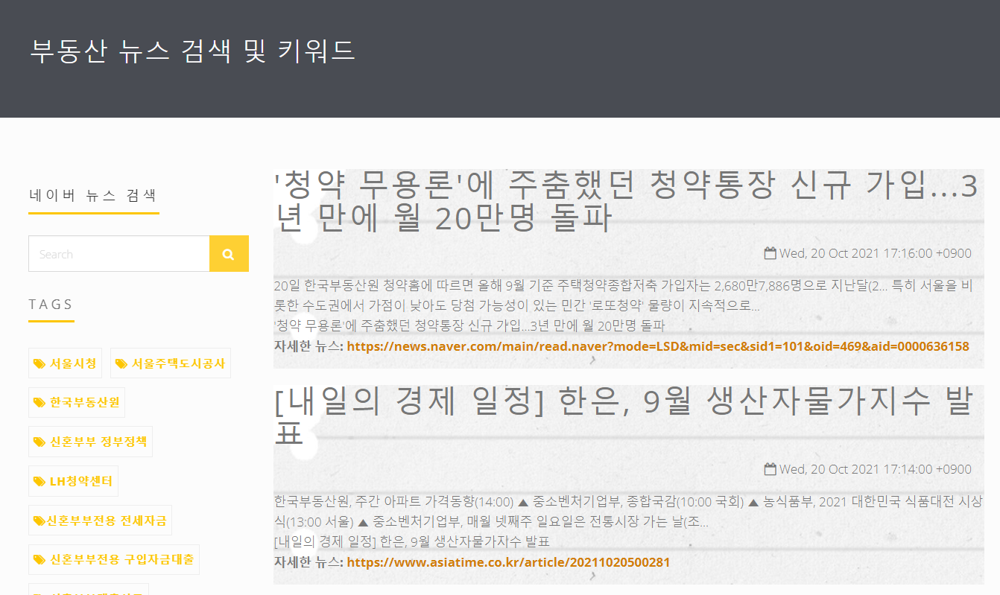 부동산 뉴스 검색 및 키워드
네이버 뉴스 검색
Search
TAGS
서울시청
서울주택도시공사
한국부동산원
신혼부부 정부정책
LH청약센터
신혼부부전용 전세자금
신혼부부전용 구입자금대출
'청약 무용론'에 주춤했던 청약통장 신규 가입...3
년 만에 월 20만명 돌파
Wed, 20 Oct 2021 17:16:00 +0900
20일 한국부동산원 청약홈에 따르면 올해 9월 기준 주택청약종합저축 가입자는 2,680만7,886명으로 지난달(2... 특히 서울을 비
롯한 수도권에서 가점이 낮아도 당첨 가능성이 있는 민간 '로또청약' 물량이 지속적으로...
'청약 무용론'에 주춤했던 청약통장 신규 가입...3년 만에 월 20만명 돌파
자세한 뉴스: https://news.naver.com/main/read.naver?mode=LSD&mid=sec&sid1=101&oid=469&aid=0000636158
[내일의 경제 일정] 한은, 9월 생산자물가지수 발
표
Wed, 20 Oct 2021 17:14:00 +0900
한국부동산원, 주간 아파트 가격동향(14:00) ▲ 중소벤처기업부, 종합국감(10:00 국회) ▲ 농식품부, 2021 대한민국 식품대전 시상
식(13:00 서울) ▲ 중소벤처기업부, 매월 넷째주 일요일은 전통시장 가는 날(조...
[내일의 경제 일정] 한은, 9월 생산자물가지수 발표
자세한 뉴스: https://www.asiatime.co.kr/article/20211020500281